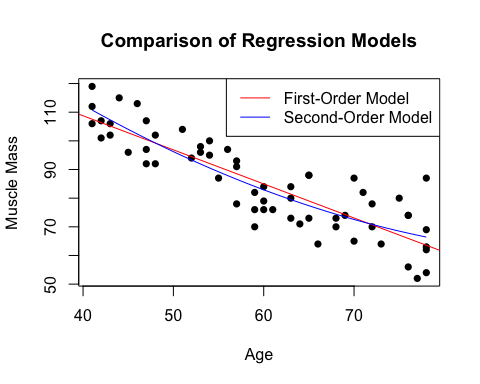 Comparison of Regression Models
First-Order Model
Second-Order Model
Muscle Mass
110
90
70
50
40
50
60
70
Age